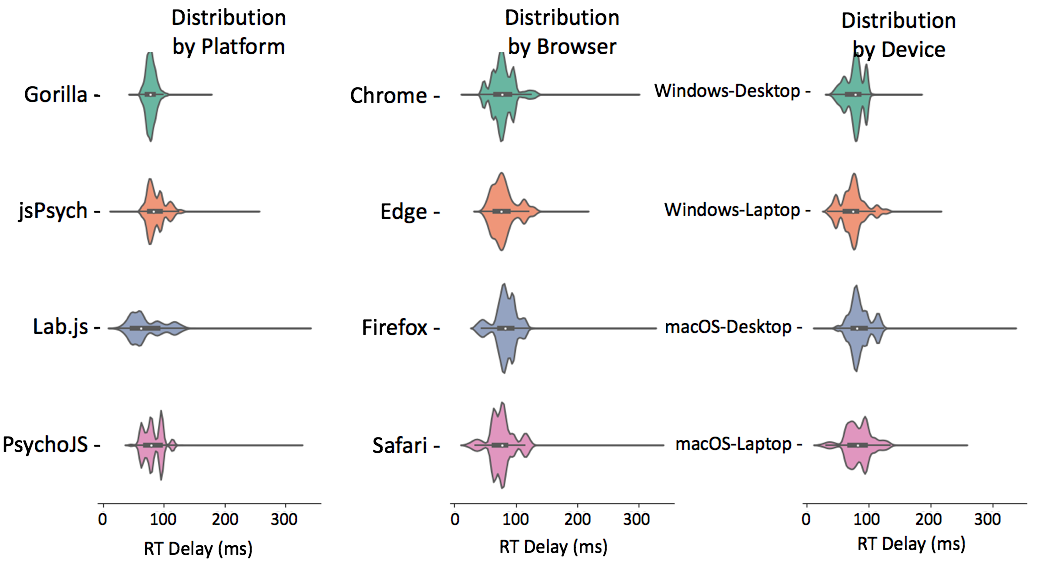 Distribution
by Platform
Gorilla -
jsPsych -
Lab.js -
PsychoJS -
0 100 200 300
RT Delay (ms)
Distribution
by Browser
Chrome -
Edge -
Firefox -
Safari -
0 100 200 300
RT Delay (ms)
Distribution
by Device
Windows-Desktop -
Windows-Laptop -
macOS-Desktop -
macOS-Laptop -
0 100 200 300
RT Delay (ms)